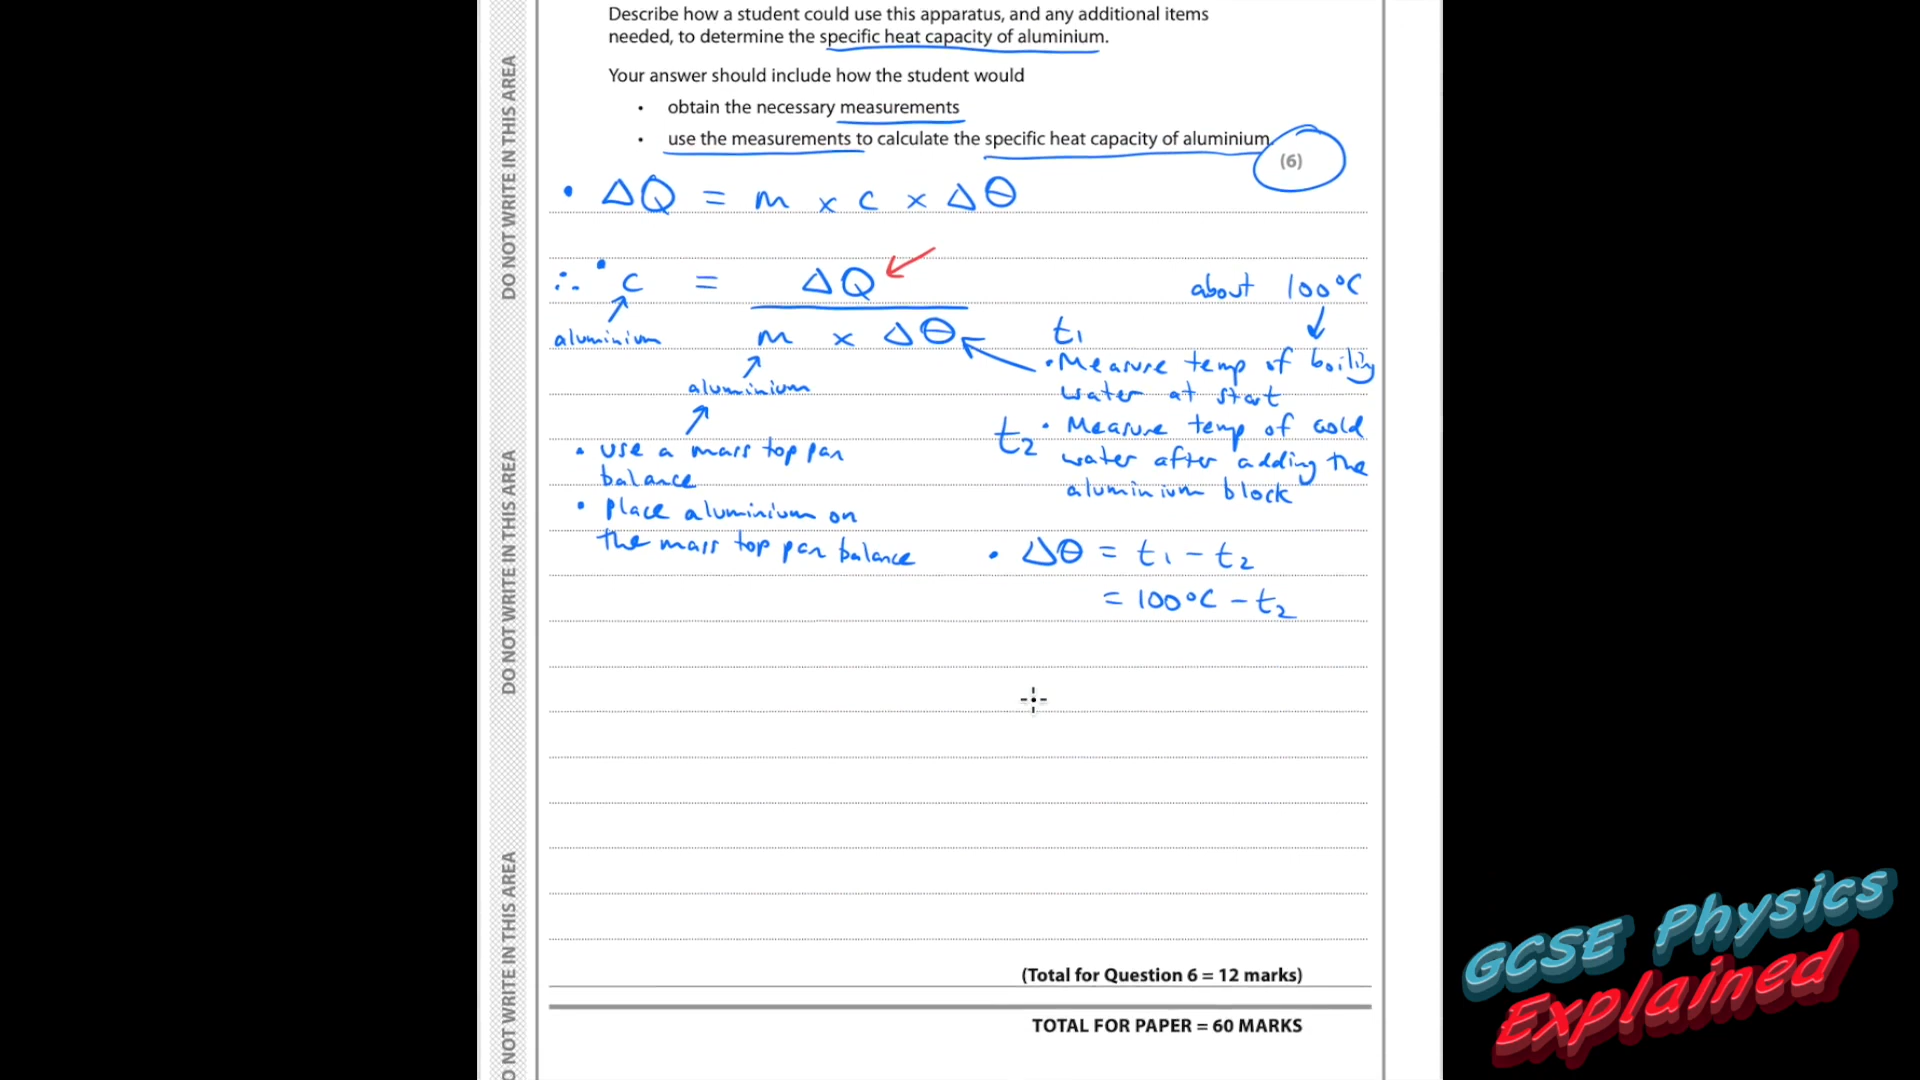 Describe how a student could use this apparatus, and any additional items
needed, to determine the specific heat capacity of aluminium.
Your answer should include how the student would
• obtain the necessary measurements
• use the measurements to calculate the specific heat capacity of aluminium.
(6)
• ΔQ = m × c × Δθ
∴ c = ΔQ / m × Δθ
aluminium
aluminium
• use a mass top pan
balance
• Place aluminium on
the mass top pan balance
about 100°C
t₁
• Measure temp of boiling
water at start
t₂ • Measure temp of cold
water after adding the
aluminium block
• Δθ = t₁ - t₂
= 100°C - t₂
(Total for Question 6 = 12 marks)
TOTAL FOR PAPER = 60 MARKS
DO NOT WRITE IN THIS AREA
DO NOT WRITE IN THIS AREA
O NOT WRITE IN THIS AREA
GCSE Physics
Explained